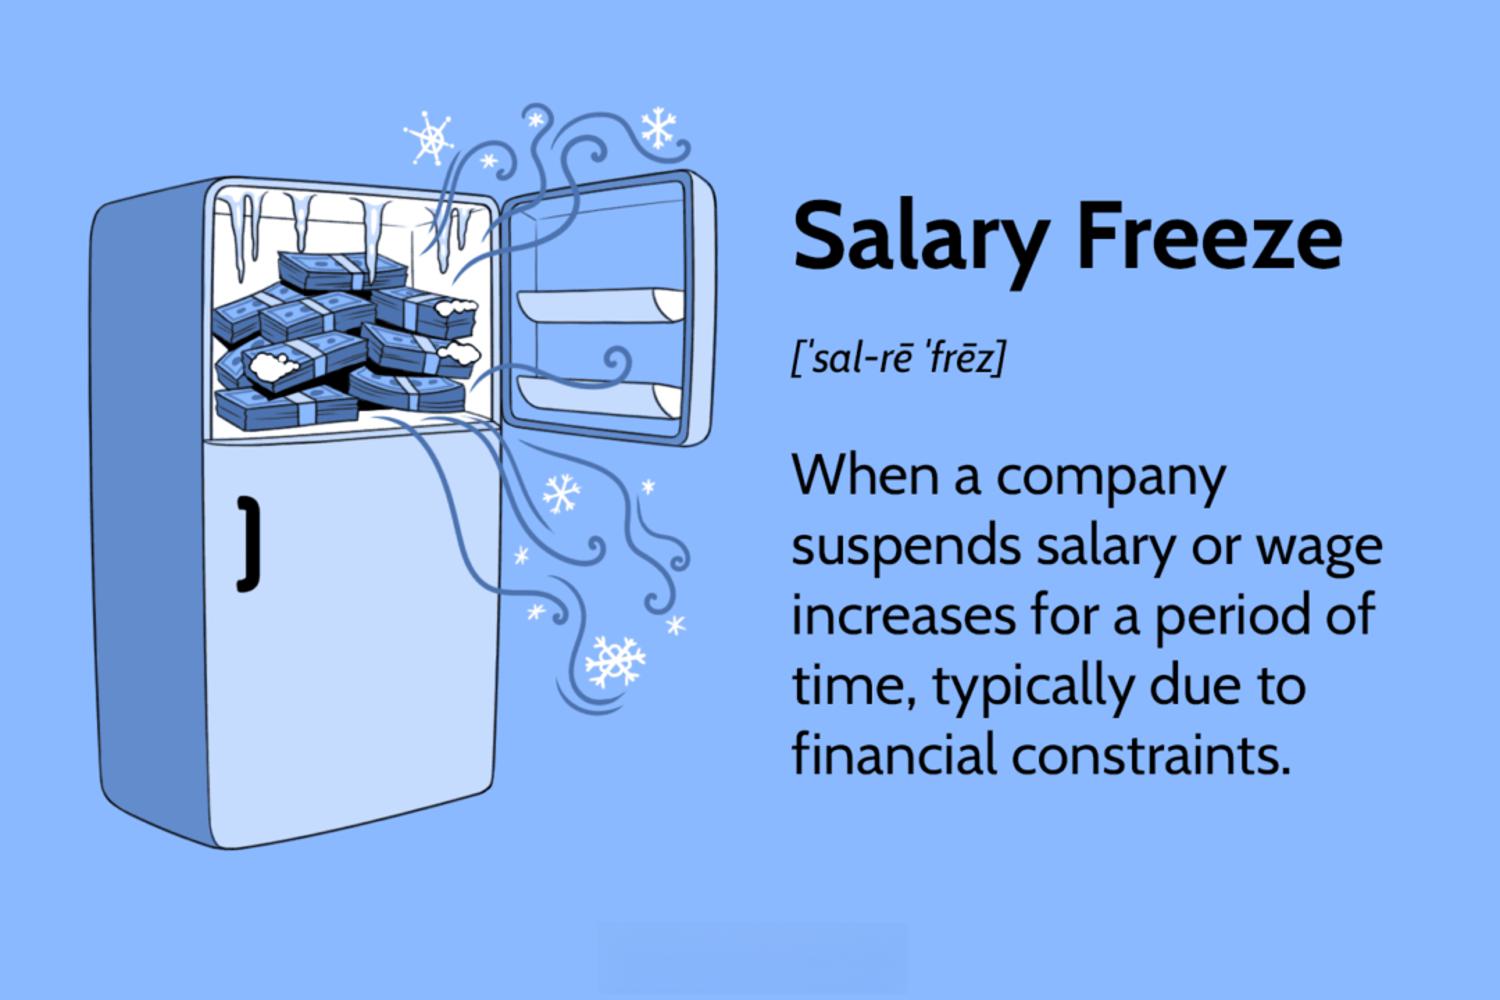 Salary Freeze
[ˈsal-rē ˈfrēz]
When a company
suspends salary or wage
increases for a period of
time, typically due to
financial constraints.